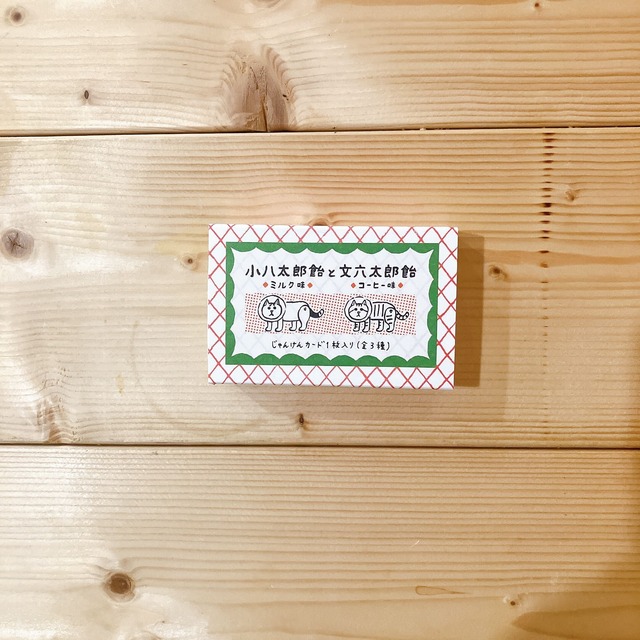 小八太郎飴と文六太郎飴
◆ミルク味◆ ◆コーヒー味◆
じゃんけんカード1枚入り(全3種)